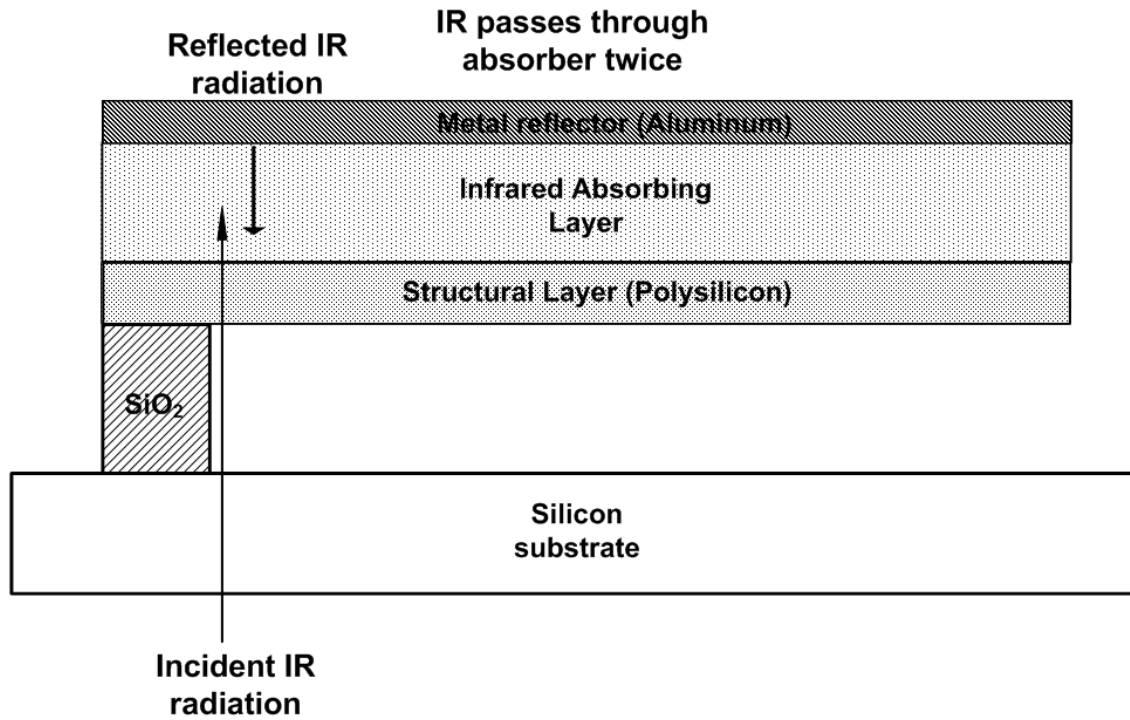 IR passes through
absorber twice
Reflected IR
radiation
Metal reflector (Aluminum)
Infrared Absorbing
Layer
Structural Layer (Polysilicon)
SiO₂
Silicon
substrate
Incident IR
radiation